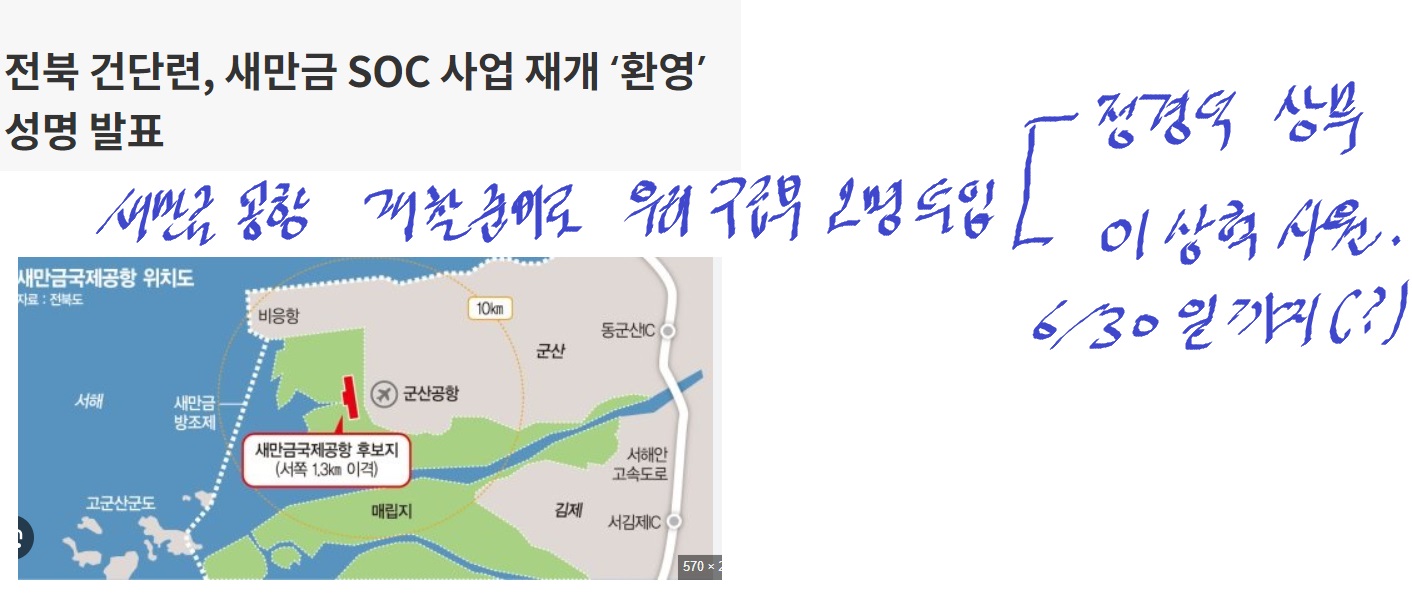 전북 건단련, 새만금 SOC 사업 재개 ‘환영’
성명 발표
새만금 공항 우리 구급부 2명 투입
정경덕 상무
이상혁 사원.
6/30일까지(?)
새만금국제공항 위치도
자료 : 전북도
비응항
10㎞
동군산IC
군산
군산공항
서해
새만금
방조제
새만금국제공항 후보지
(서쪽 1.3㎞ 이격)
서해안
고속도로
고군산군도
매립지
김제
서김제IC
570 ×